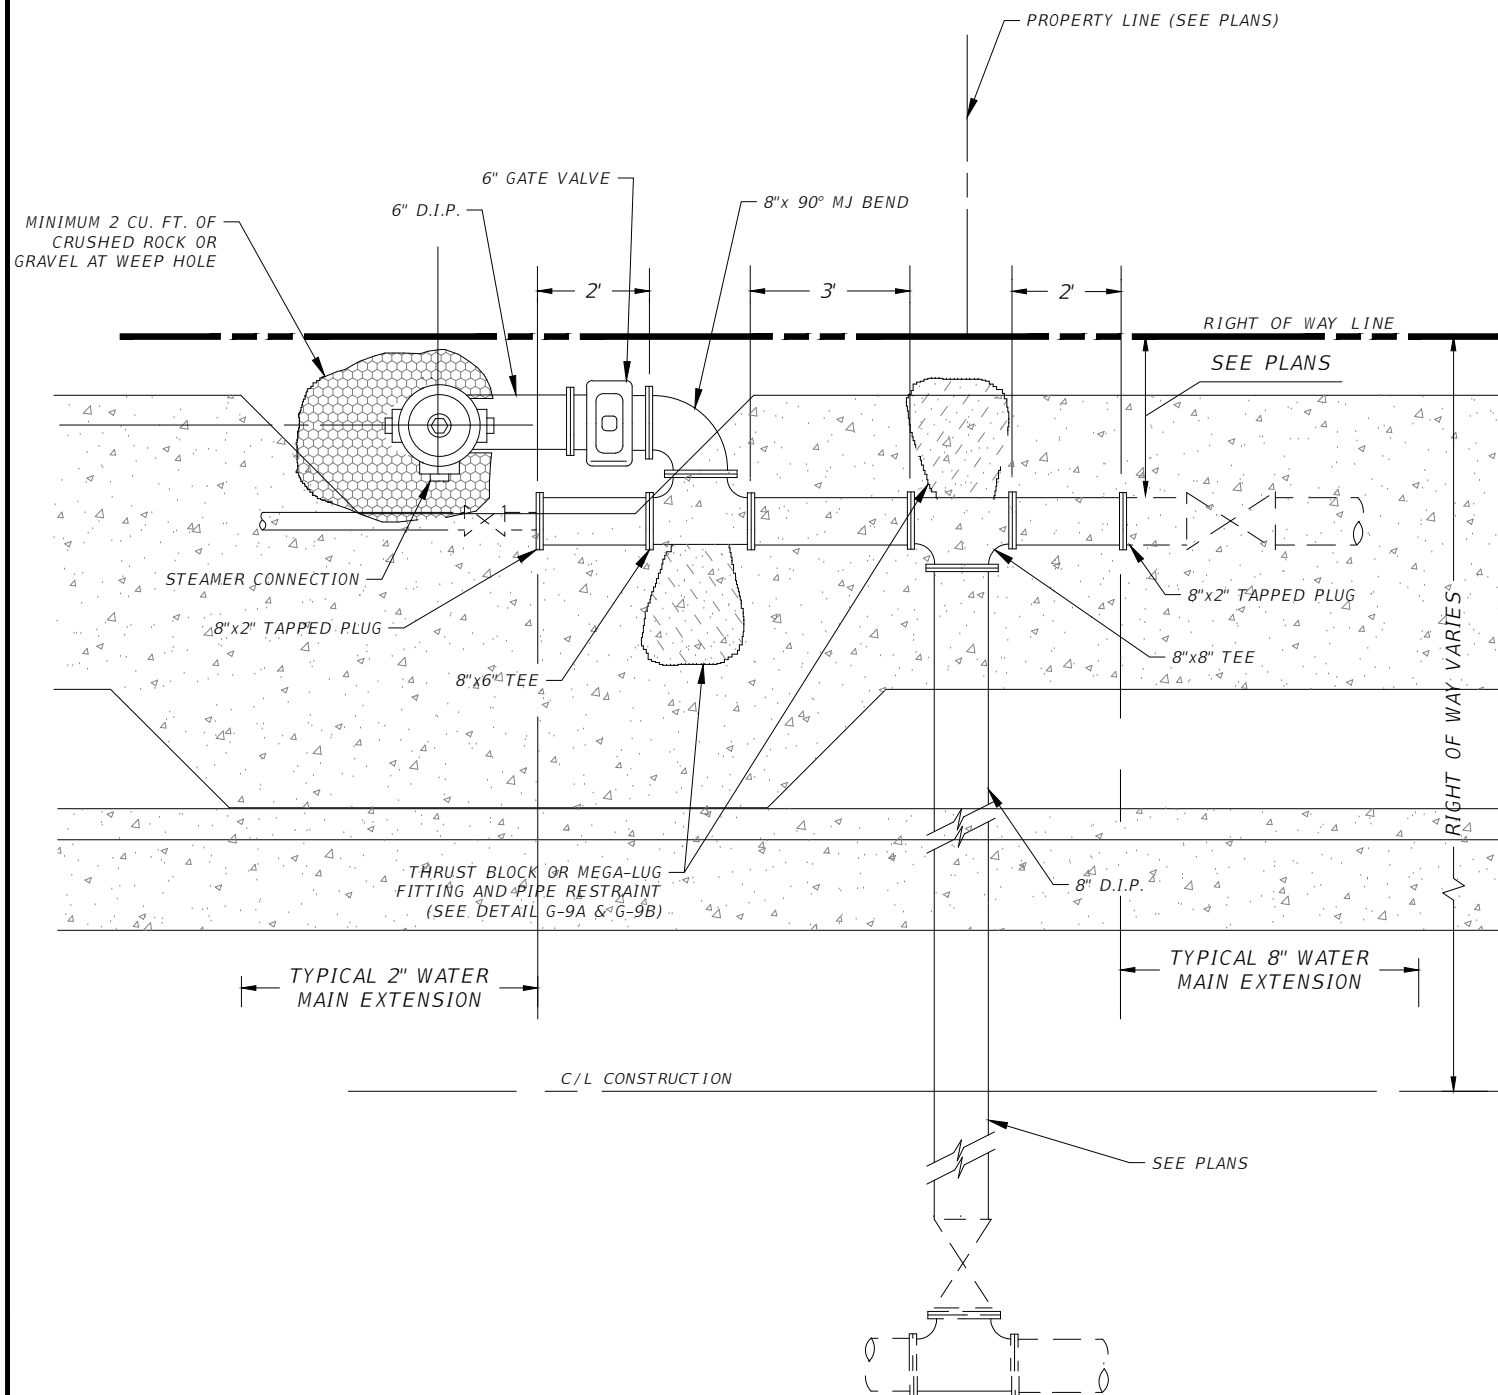 PROPERTY LINE (SEE PLANS)
6" GATE VALVE
8"x 90° MJ BEND
6" D.I.P.
MINIMUM 2 CU. FT. OF
CRUSHED ROCK OR
GRAVEL AT WEEP HOLE
2'
3'
2'
RIGHT OF WAY LINE
SEE PLANS
STEAMER CONNECTION
8"x2" TAPPED PLUG
8"x2" TAPPED PLUG
8"x6" TEE
8"x8" TEE
RIGHT OF WAY VARIES
THRUST BLOCK OR MEGA-LUG
FITTING AND PIPE RESTRAINT
(SEE DETAIL G-9A & G-9B)
8" D.I.P.
TYPICAL 2" WATER
MAIN EXTENSION
TYPICAL 8" WATER
MAIN EXTENSION
C/L CONSTRUCTION
SEE PLANS